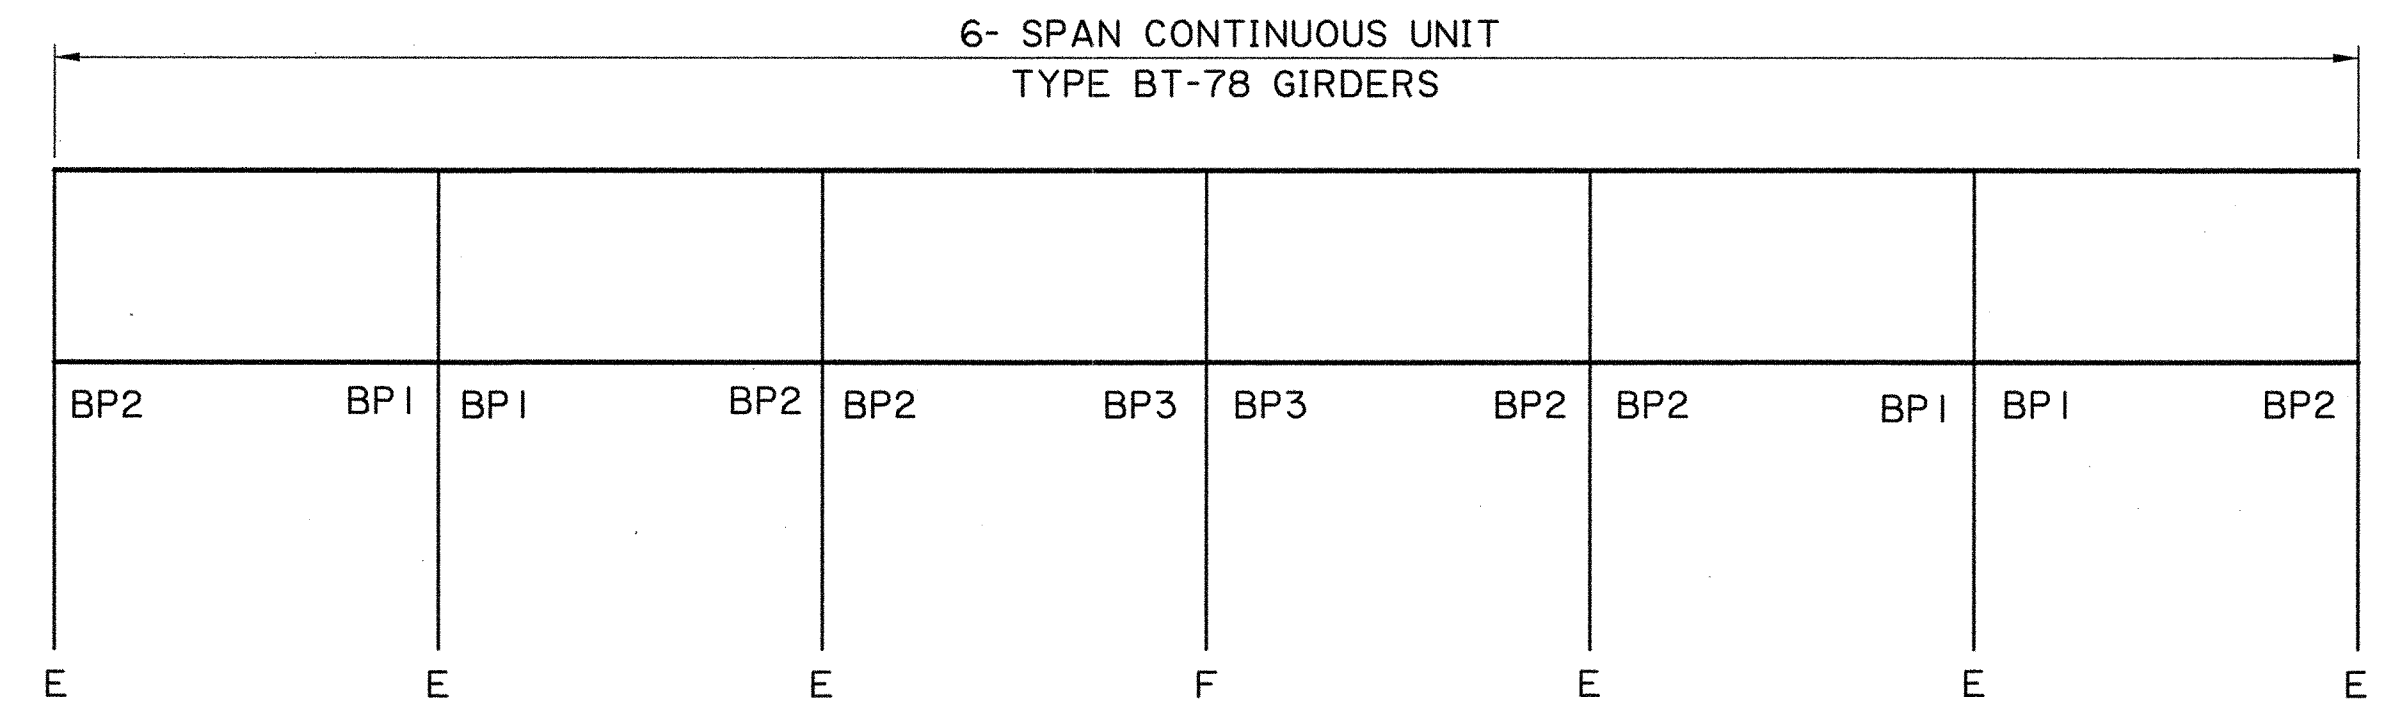 6- SPAN CONTINUOUS UNIT
TYPE BT-78 GIRDERS
BP2 BP1 BP1 BP2 BP2 BP3 BP3 BP2 BP2 BP1 BP1 BP2
E E E F E E E